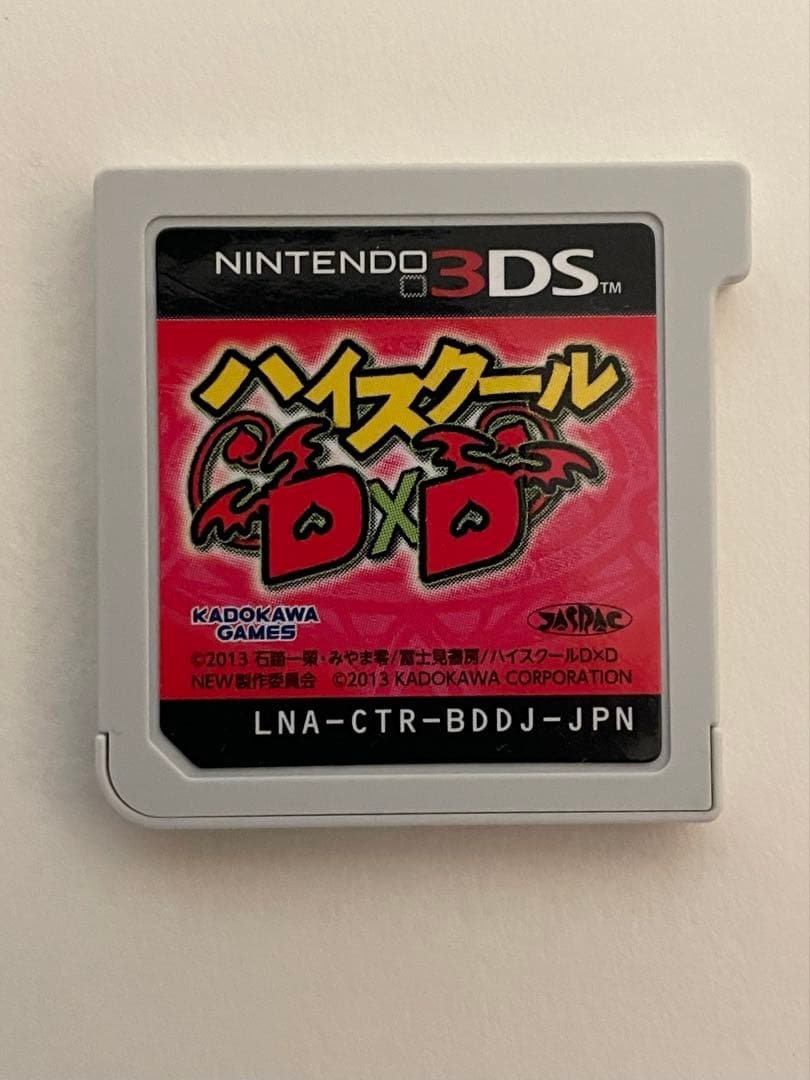 NINTENDO 3DS™
ハイスクール
D×D
KADOKAWA
GAMES
JASRAC
©2013 石踏一榮・みやま零/富士見書房/ハイスクールD×D
NEW製作委員会 ©2013 KADOKAWA CORPORATION
LNA-CTR-BDDJ-JPN